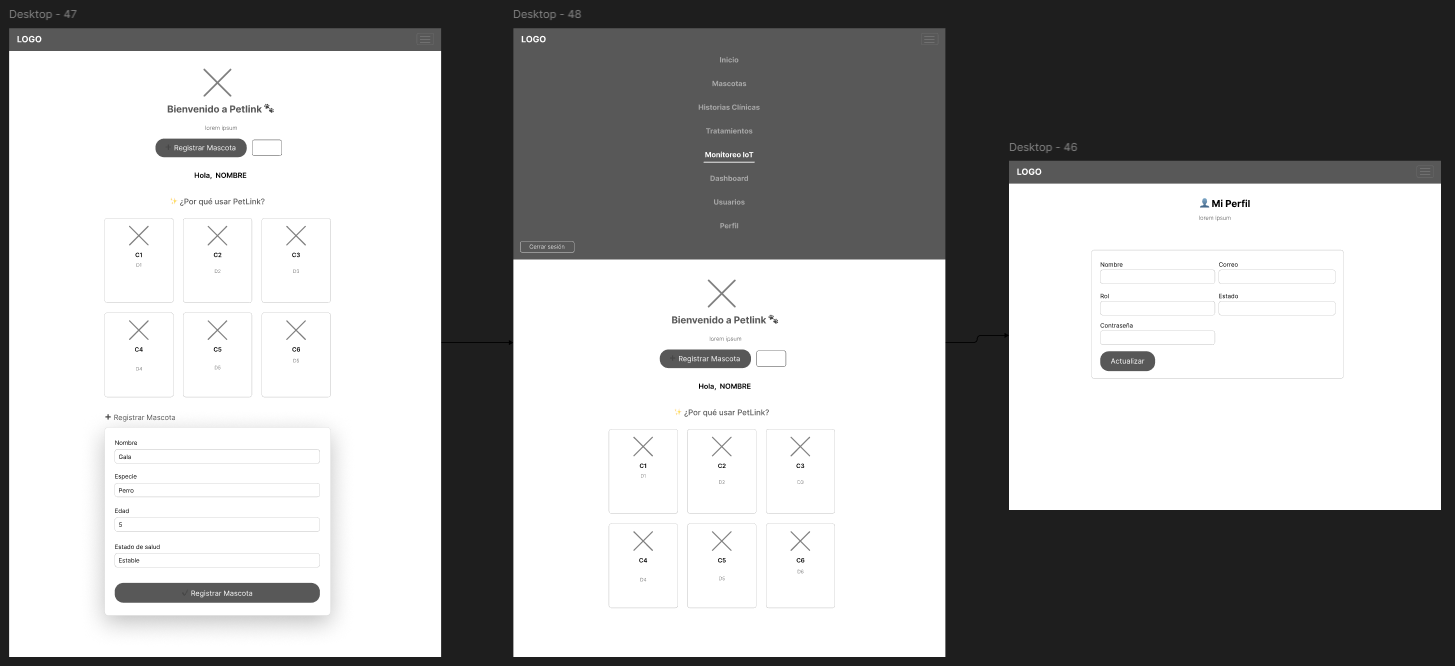 Desktop - 47
LOGO
Bienvenido a Petlink 🐾
lorem ipsum
Registrar Mascota
Hola, NOMBRE
✨ ¿Por qué usar PetLink?
C1
D1
C2
D2
C3
D3
C4
D4
C5
D5
C6
D6
+ Registrar Mascota
Nombre
Gala
Especie
Perro
Edad
5
Estado de salud
Estable
Registrar Mascota
Desktop - 48
LOGO
Inicio
Mascotas
Historias Clínicas
Tratamientos
Monitoreo IoT
Dashboard
Usuarios
Perfil
Cerrar sesión
Bienvenido a Petlink 🐾
lorem ipsum
Registrar Mascota
Hola, NOMBRE
✨ ¿Por qué usar PetLink?
C1
D1
C2
D2
C3
D3
C4
D4
C5
D5
C6
D6
Desktop - 46
LOGO
👤 Mi Perfil
lorem ipsum
Nombre
Correo
Rol
Estado
Contraseña
Actualizar